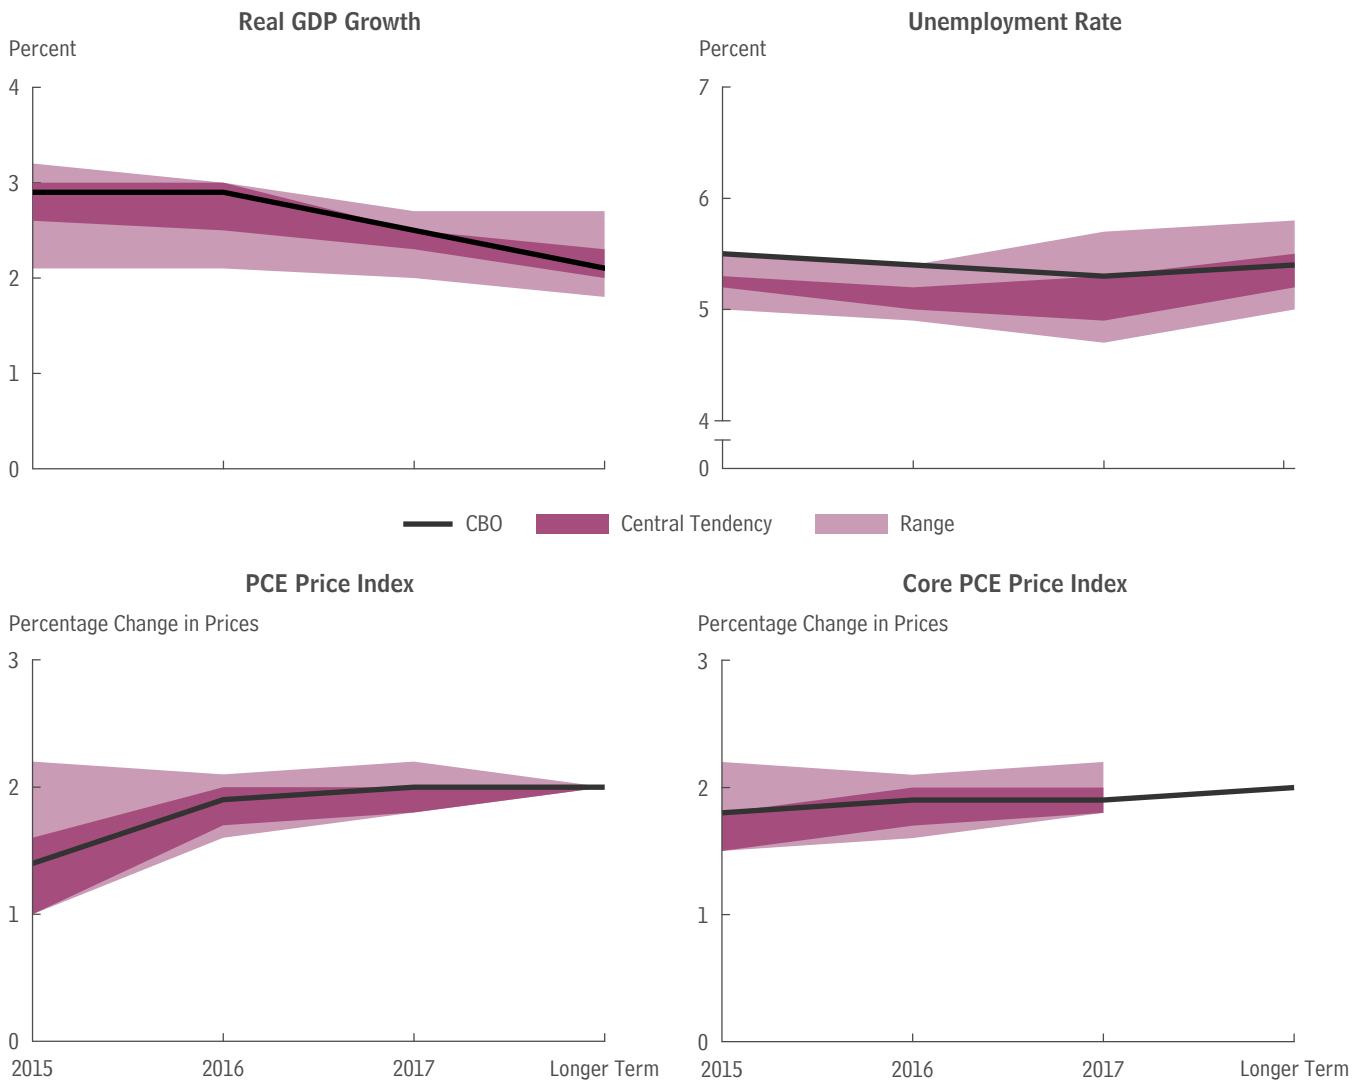 Real GDP Growth
Percent
4
3
2
1
0
Unemployment Rate
Percent
7
6
5
4
0
CBO Central Tendency Range
PCE Price Index
Percentage Change in Prices
3
2
1
0
2015 2016 2017 Longer Term
Core PCE Price Index
Percentage Change in Prices
3
2
1
0
2015 2016 2017 Longer Term